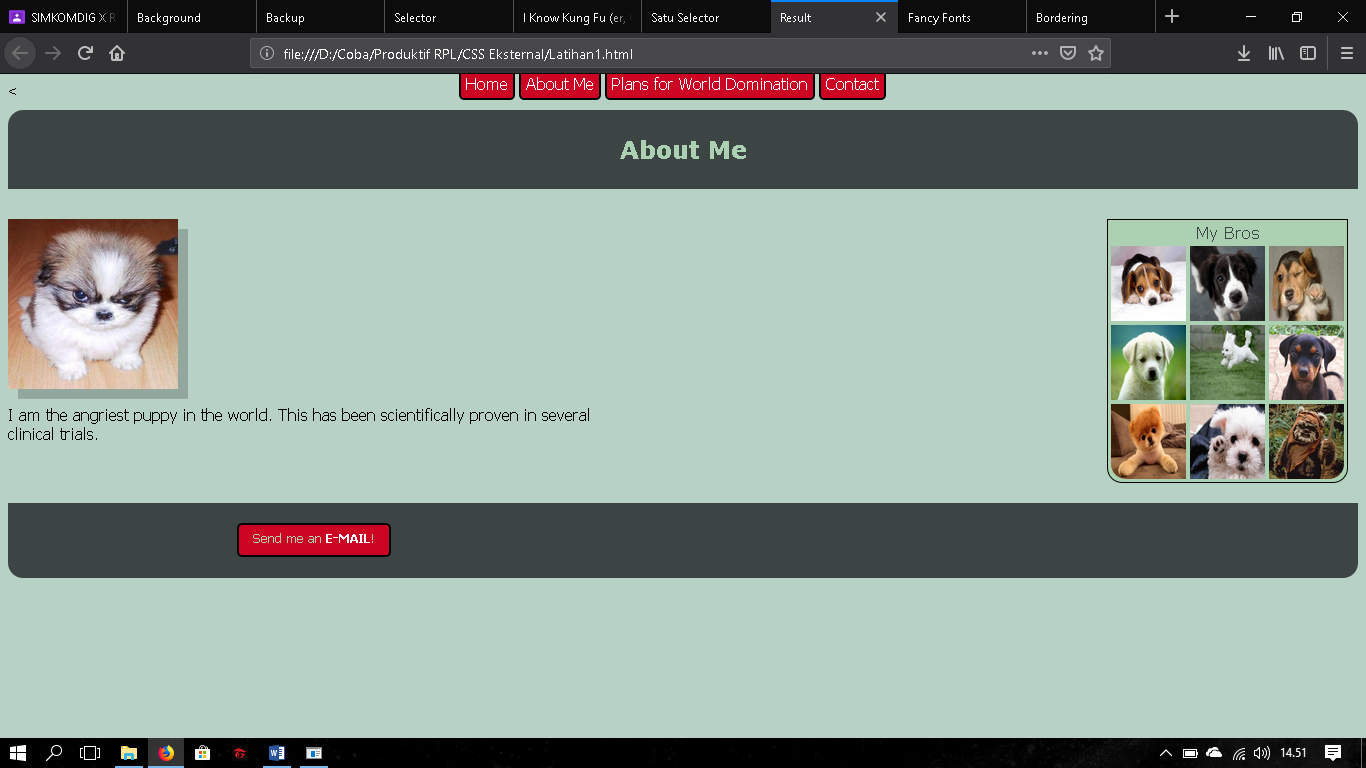 SIMKOMDIG X R
Background
Backup
Selector
I Know Kung Fu (er,
Satu Selector
Result
Fancy Fonts
Bordering
file:///D:/Coba/Produktif RPL/CSS Eksternal/Latihan1.html
<
Home
About Me
Plans for World Domination
Contact
About Me
My Bros
I am the angriest puppy in the world. This has been scientifically proven in several
clinical trials.
Send me an E-MAIL!
14.51